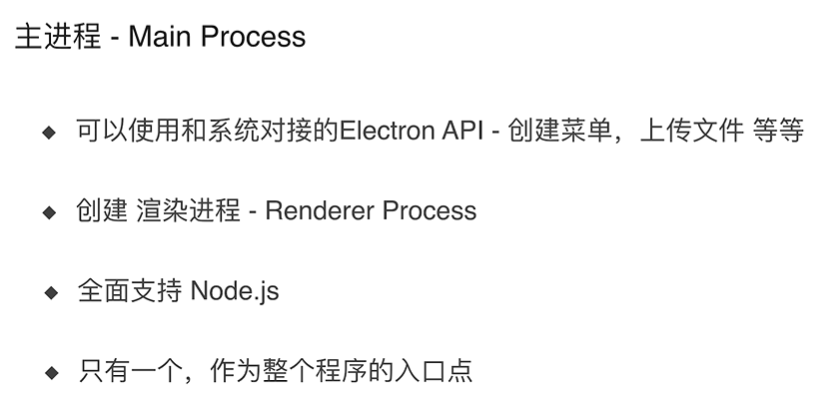 主进程 - Main Process
◆ 可以使用和系统对接的Electron API - 创建菜单，上传文件 等等
◆ 创建 渲染进程 - Renderer Process
◆ 全面支持 Node.js
◆ 只有一个，作为整个程序的入口点